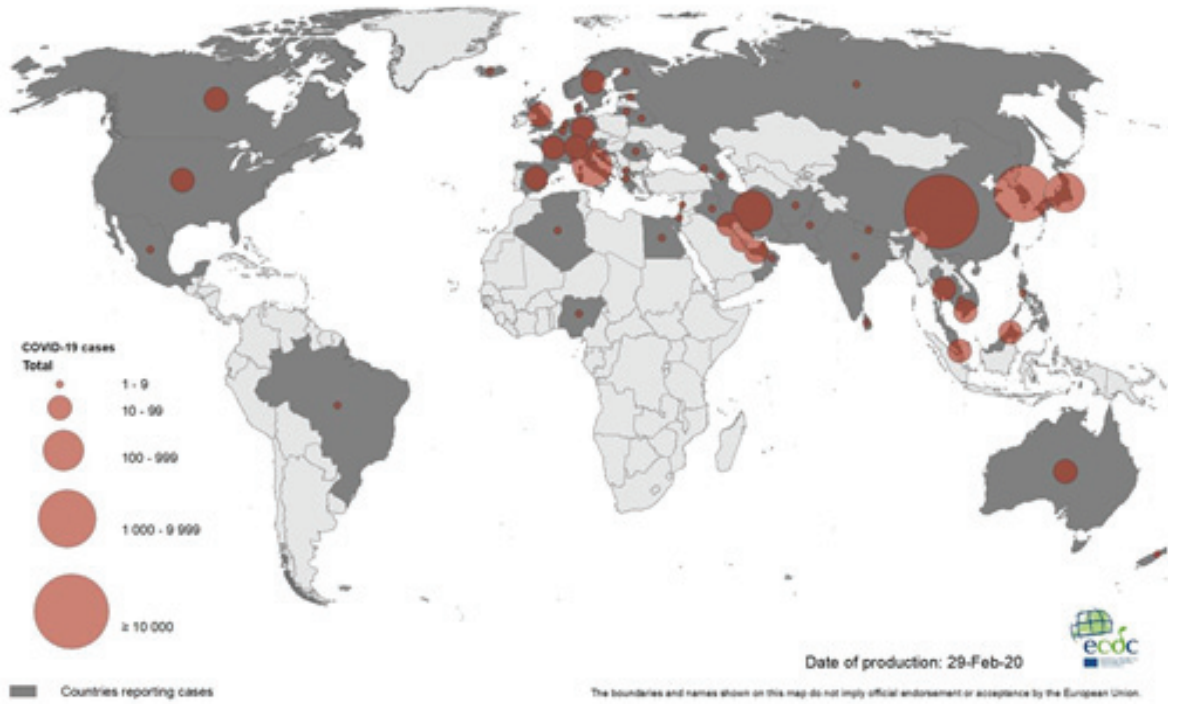 COVID-19 cases
Total
1 - 9
10 - 99
100 - 999
1 000 - 9 999
≥ 10 000
Countries reporting cases
ecdc
Date of production: 29-Feb-20
The boundaries and names shown on this map do not imply official endorsement or acceptance by the European Union.